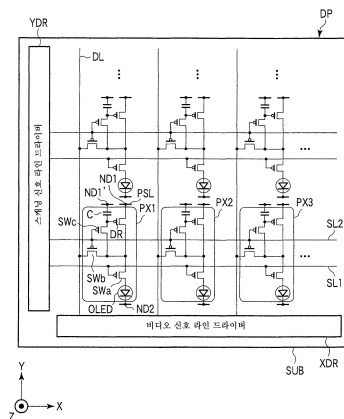 YDR
DP
DL
ND1
ND1'
PSL
C
PX1
PX2
PX3
SWc
DR
SL2
SWb
SWa
SL1
OLED
ND2
스캐닝 신호 라인 드라이버
비디오 신호 라인 드라이버
XDR
SUB
Y
X
Z